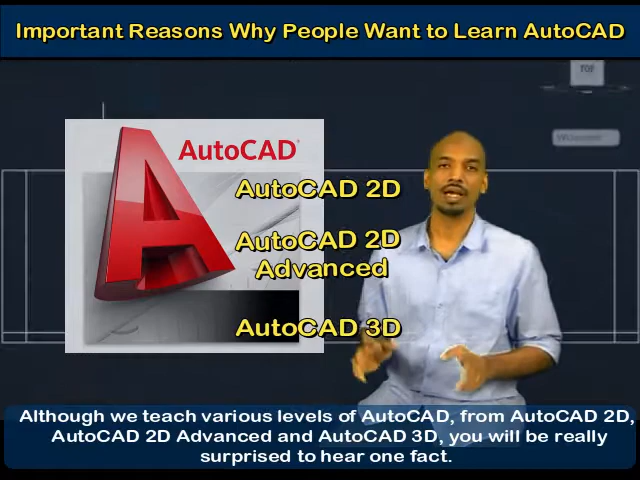 Important Reasons Why People Want to Learn AutoCAD
TOP
AutoCAD
AutoCAD 2D
AutoCAD 2D
Advanced
AutoCAD 3D
Although we teach various levels of AutoCAD, from AutoCAD 2D,
AutoCAD 2D Advanced and AutoCAD 3D, you will be really
surprised to hear one fact.